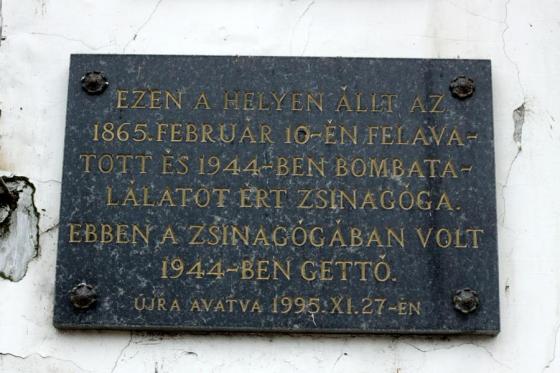 EZEN A HELYEN ÁLLT AZ
1865.FEBRUÁR 10-ÉN FELAVA-
TOTT ÉS 1944-BEN BOMBATA-
LÁLATOT ÉRT ZSINAGÓGA.
EBBEN A ZSINAGÓGÁBAN VOLT
1944-BEN GETTÓ.
ÚJRA AVATVA 1995.XI.27-ÉN